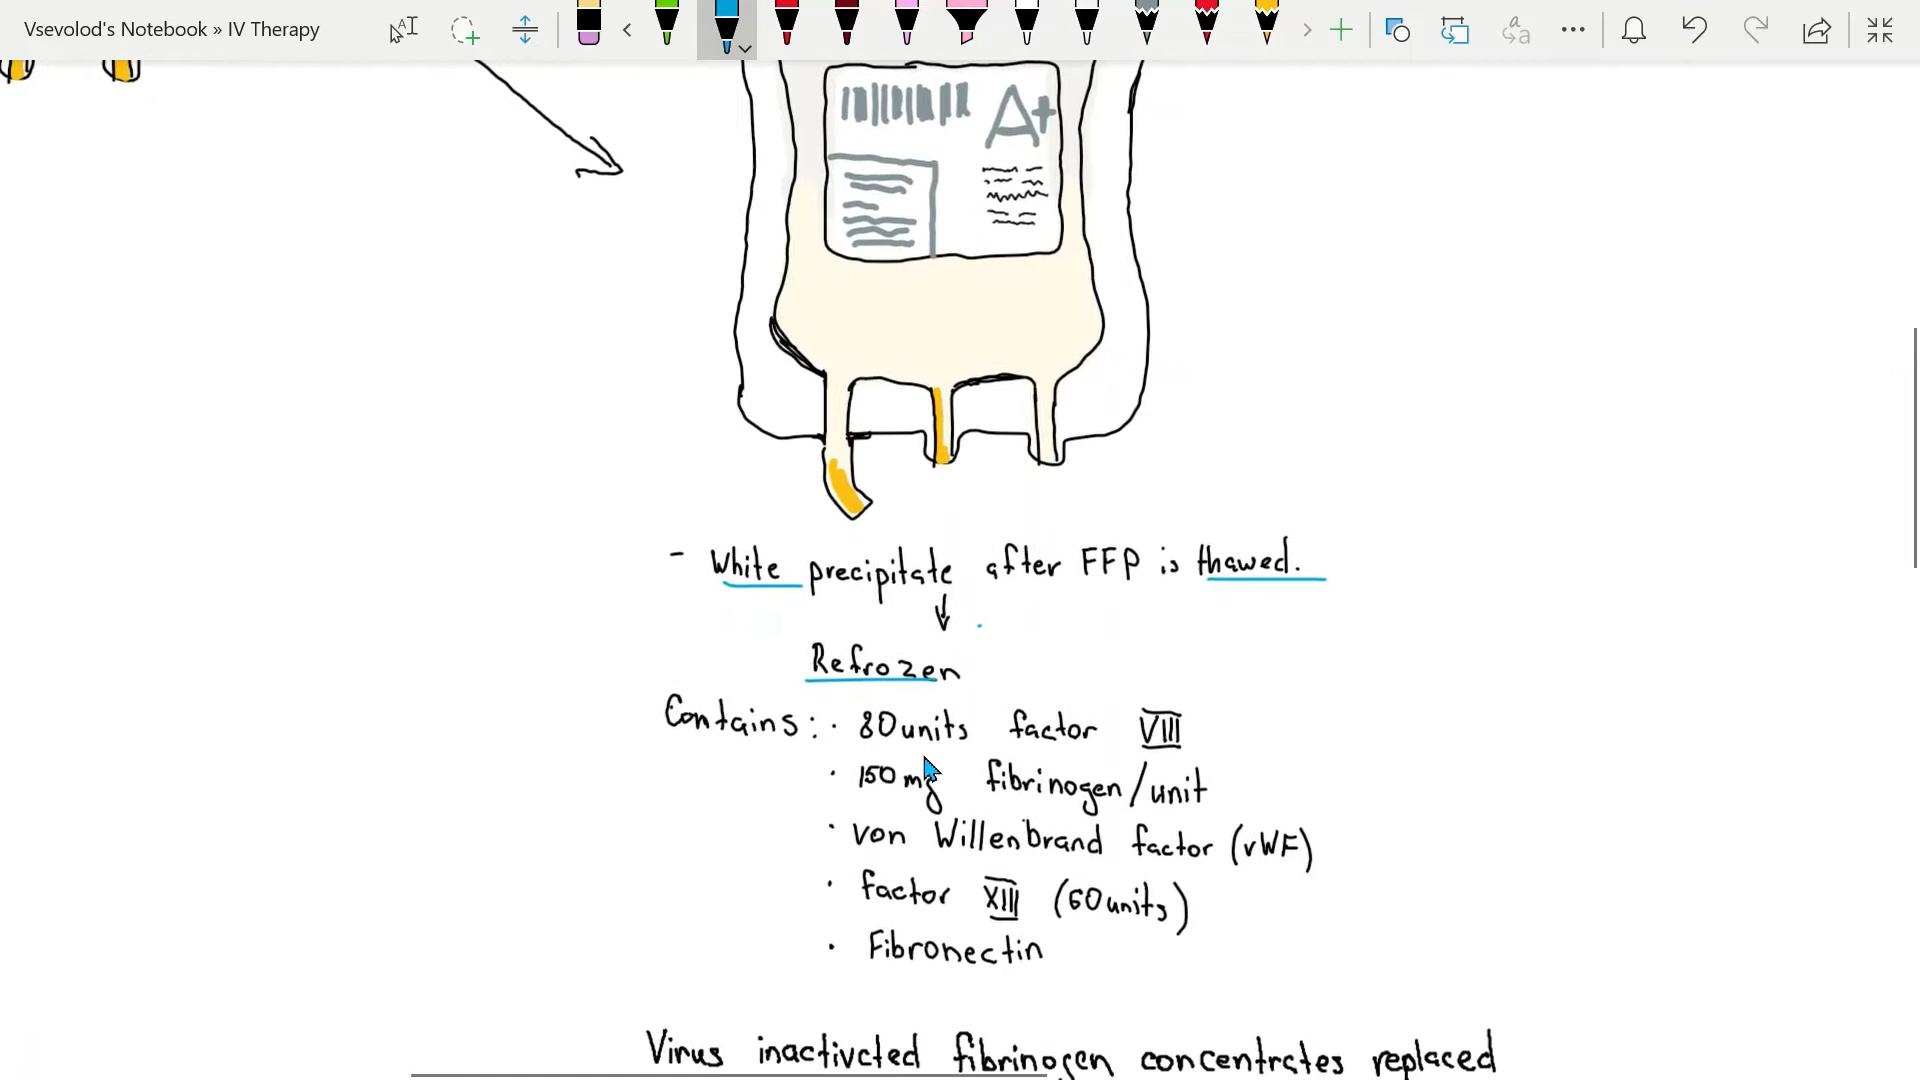 Vsevolod's Notebook » IV Therapy
A+
- White precipitate after FFP is thawed.
Refrozen
Contains: · 80units factor VIII
· 150 mg fibrinogen/unit
· von Willenbrand factor (vWF)
· factor XIII (60units)
· Fibronectin
Virus inactivcted fibrinogen concentrates replaced